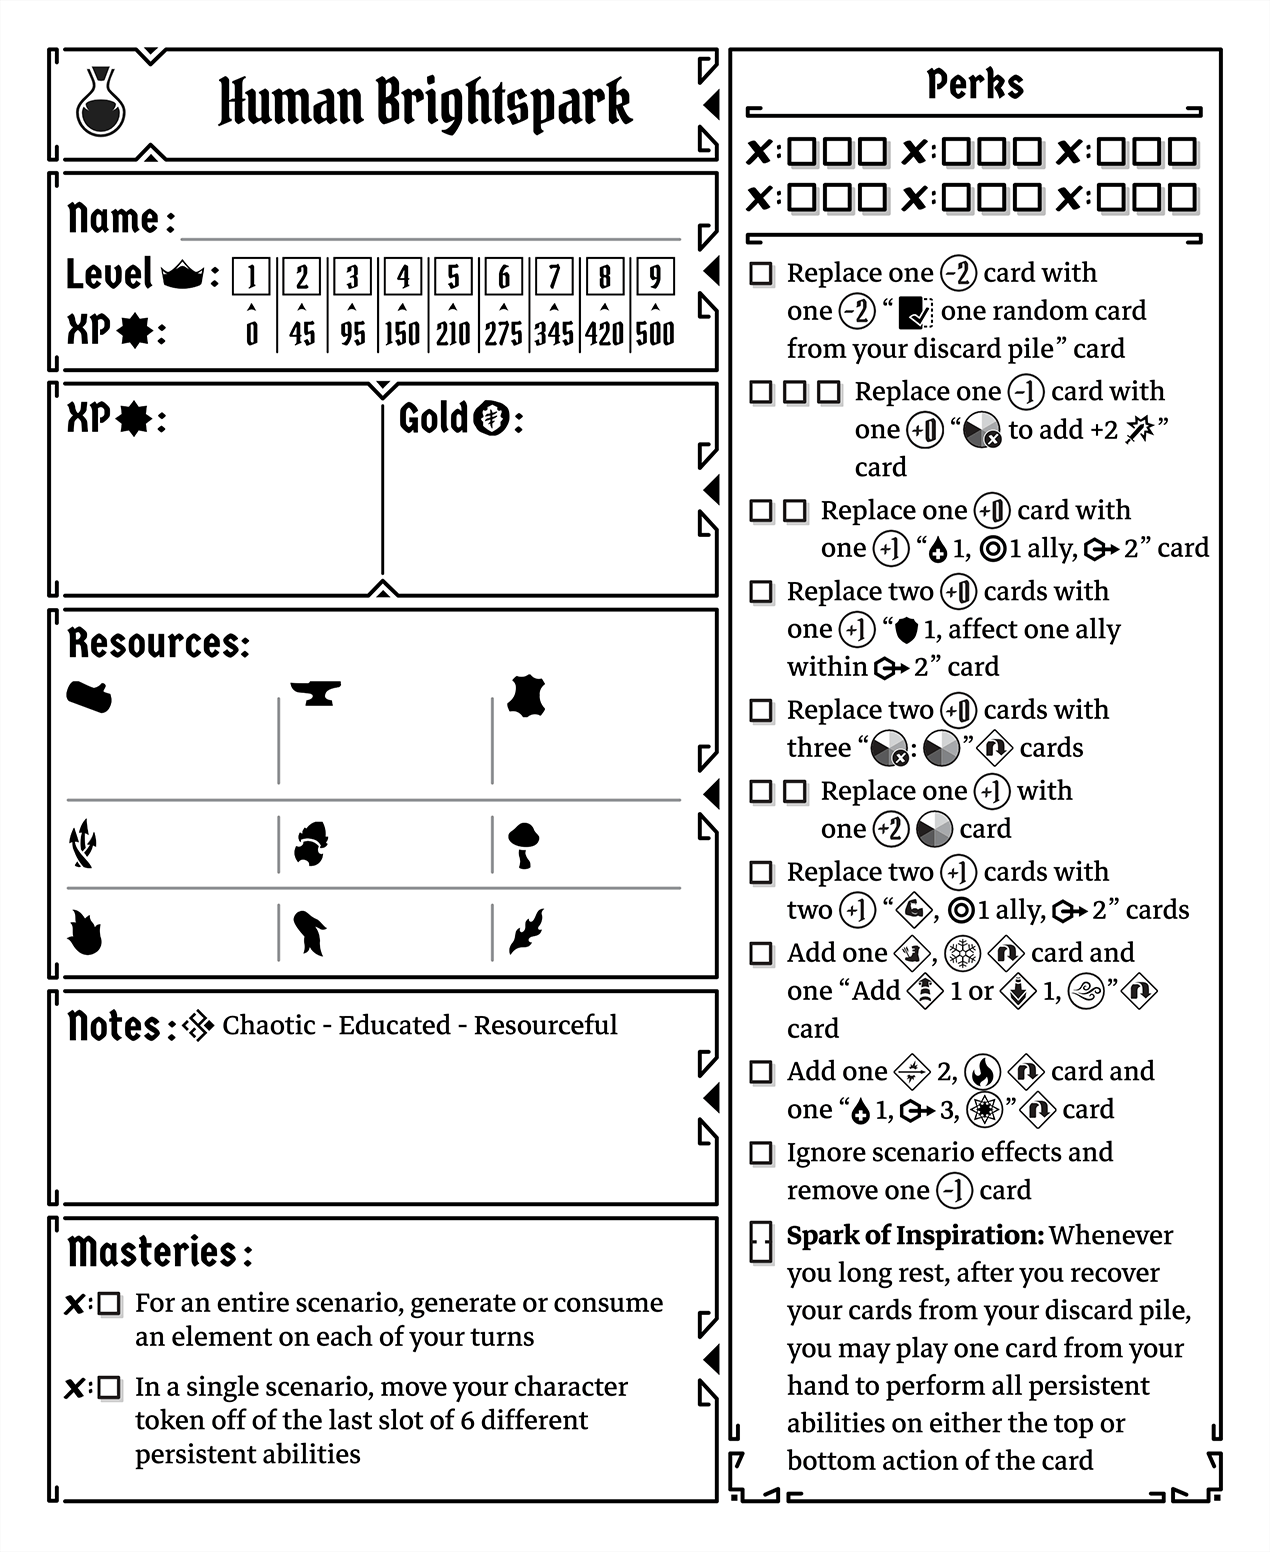 Human Brightspark
Name:
Level :
1 2 3 4 5 6 7 8 9
XP :
0 45 95 150 210 275 345 420 500
XP :
Gold :
Resources:
Notes: Chaotic - Educated - Resourceful
Masteries:
x: For an entire scenario, generate or consume
an element on each of your turns
x: In a single scenario, move your character
token off of the last slot of 6 different
persistent abilities
Perks
x: x: x:
x: x: x:
Replace one -2 card with
one -2 “ one random card
from your discard pile” card
Replace one -1 card with
one +0 “ to add +2 ”
card
Replace one +0 card with
one +1 “ 1, 1 ally, 2” card
Replace two +0 cards with
one +1 “ 1, affect one ally
within 2” card
Replace two +0 cards with
three “ : ” cards
Replace one +1 with
one +2 card
Replace two +1 cards with
two +1 “ , 1 ally, 2” cards
Add one , card and
one “Add 1 or 1, ”
card
Add one 2, card and
one “ 1, 3, ” card
Ignore scenario effects and
remove one -1 card
Spark of Inspiration: Whenever
you long rest, after you recover
your cards from your discard pile,
you may play one card from your
hand to perform all persistent
abilities on either the top or
bottom action of the card